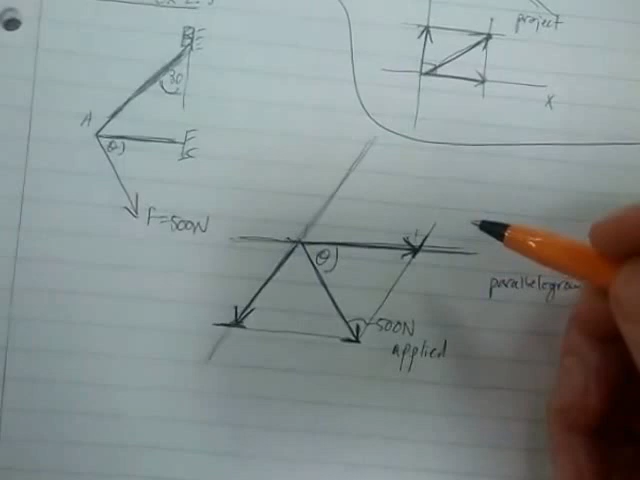 project
B
30
A
θ
C
F=500N
X
θ
parallelogram
500N
applied